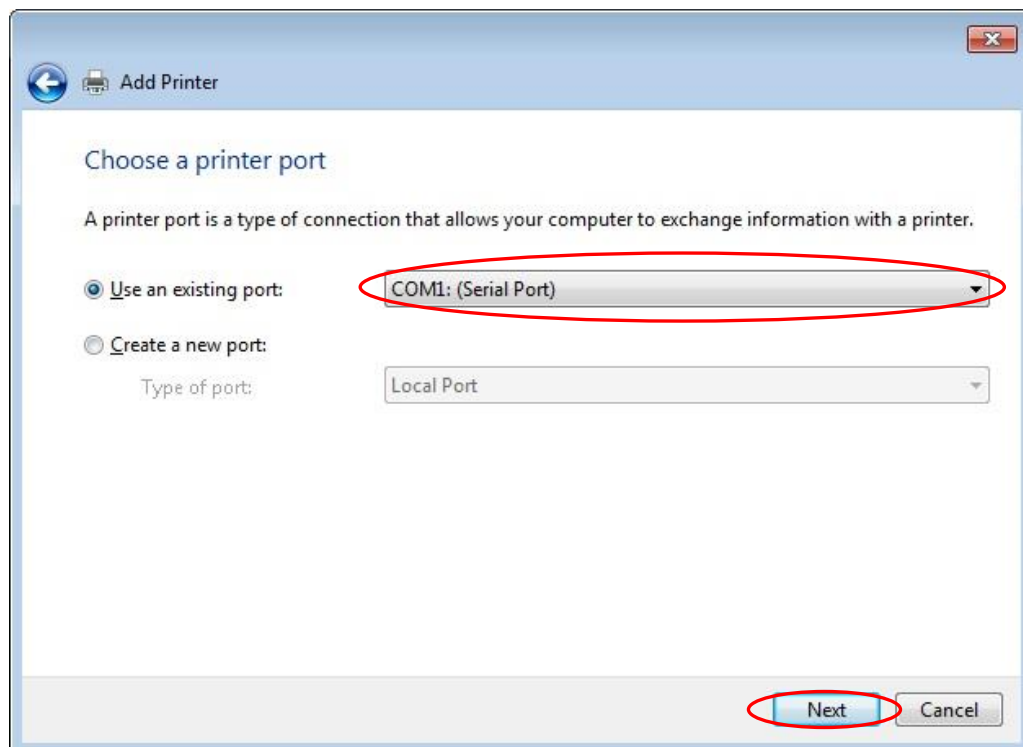 Add Printer
Choose a printer port
A printer port is a type of connection that allows your computer to exchange information with a printer.
Use an existing port: COM1: (Serial Port)
Create a new port:
Type of port: Local Port
Next Cancel